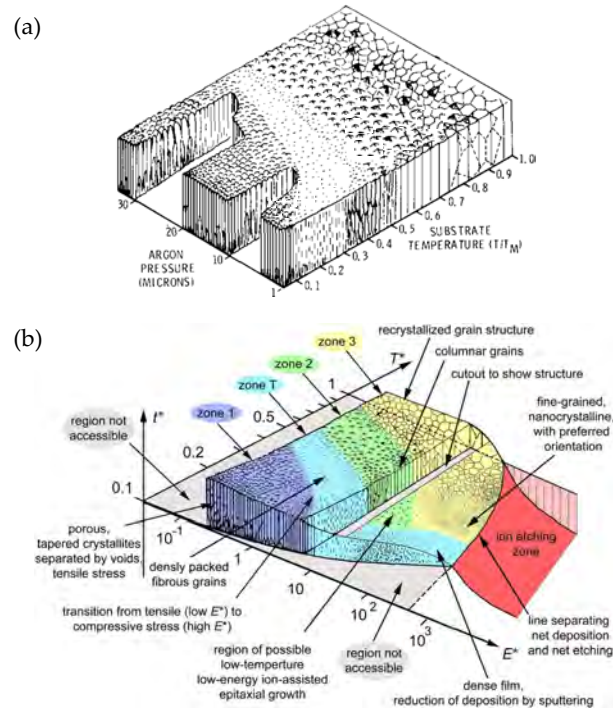 (a)
30
20
10
1
ARGON
PRESSURE
(MICRONS)
0.1
0.2
0.3
0.4
0.5
0.6
0.7
0.8
0.9
1.00
SUBSTRATE
TEMPERATURE (T/T_M)
(b)
recrystallized grain structure
columnar grains
cutout to show structure
zone 3
zone 2
zone T
zone 1
T*
1
0.5
0.2
0.1
fine-grained,
nanocrystalline,
with preferred
orientation
region not
accessible
t*
ion etching
zone
porous,
tapered crystallites
separated by voids,
tensile stress
10-1
1
10
102
103
E*
densly packed
fibrous grains
transition from tensile (low E*) to
compressive stress (high E*)
region of possible
low-temperture
low-energy ion-assisted
epitaxial growth
region not
accessible
line separating
net deposition
and net etching
dense film,
reduction of deposition by sputtering